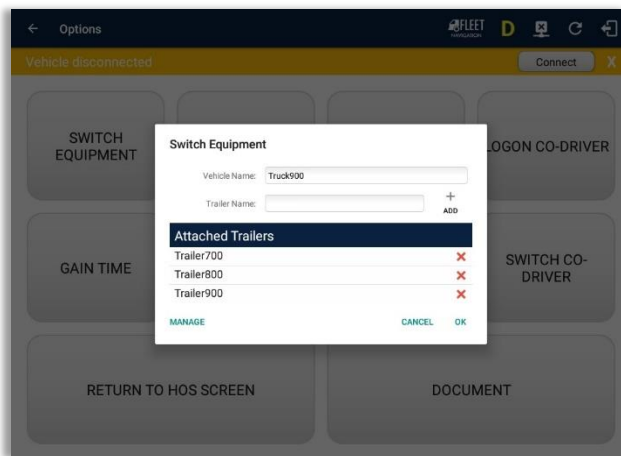 Options
FLEET
NAVIGATION
D
Vehicle disconnected
Connect
X
SWITCH
EQUIPMENT
LOGON CO-DRIVER
GAIN TIME
SWITCH CO-
DRIVER
RETURN TO HOS SCREEN
DOCUMENT
Switch Equipment
Vehicle Name:
Truck900
Trailer Name:
ADD
Attached Trailers
Trailer700
Trailer800
Trailer900
MANAGE
CANCEL
OK